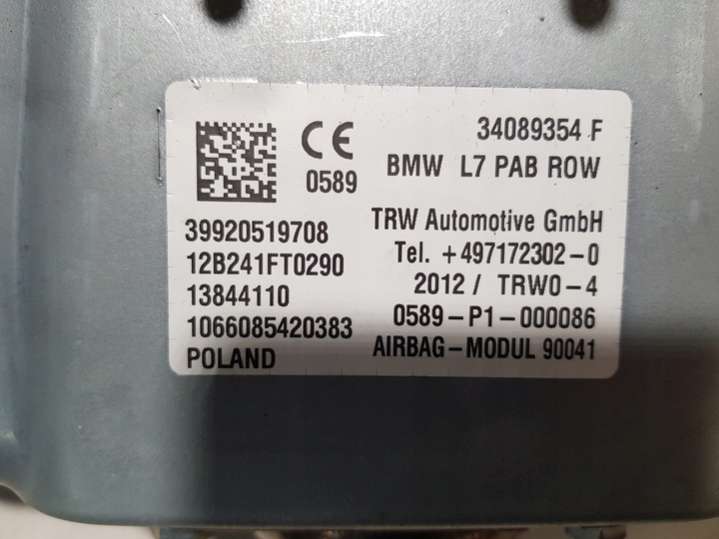 34089354 F
CE
0589
BMW L7 PAB ROW
39920519708
12B241FT0290
13844110
1066085420383
POLAND
TRW Automotive GmbH
Tel. +497172302-0
2012 / TRW0-4
0589-P1-000086
AIRBAG-MODUL 90041